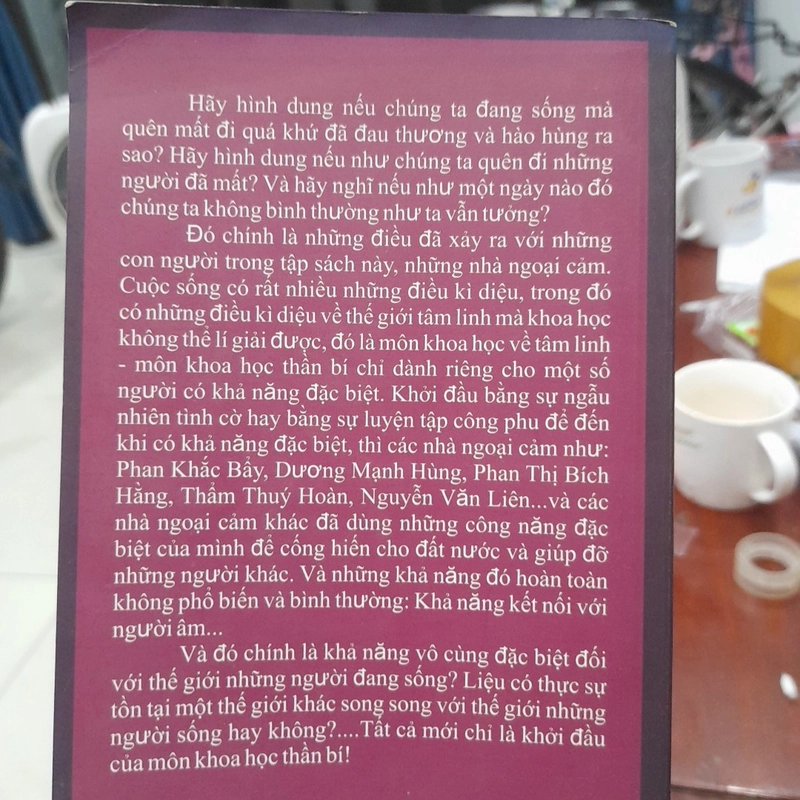 Hãy hình dung nếu chúng ta đang sống mà
quên mất đi quá khứ đã đau thương và hào hùng ra
sao? Hãy hình dung nếu như chúng ta quên đi những
người đã mất? Và hãy nghĩ nếu như một ngày nào đó
chúng ta không bình thường như ta vẫn tưởng?
Đó chính là những điều đã xảy ra với những
con người trong tập sách này, những nhà ngoại cảm.
Cuộc sống có rất nhiều những điều kì diệu, trong đó
có những điều kì diệu về thế giới tâm linh mà khoa học
không thể lí giải được, đó là môn khoa học về tâm linh
- môn khoa học thần bí chỉ dành riêng cho một số
người có khả năng đặc biệt. Khởi đầu bằng sự ngẫu
nhiên tình cờ hay bằng sự luyện tập công phu để đến
khi có khả năng đặc biệt, thì các nhà ngoại cảm như:
Phan Khắc Bẩy, Dương Mạnh Hùng, Phan Thị Bích
Hằng, Thẩm Thuý Hoàn, Nguyễn Văn Liên...và các
nhà ngoại cảm khác đã dùng những công năng đặc
biệt của mình để cống hiến cho đất nước và giúp đỡ
những người khác. Và những khả năng đó hoàn toàn
không phổ biến và bình thường: Khả năng kết nối với
người âm...
Và đó chính là khả năng vô cùng đặc biệt đối
với thế giới những người đang sống? Liệu có thực sự
tồn tại một thế giới khác song song với thế giới những
người sống hay không?....Tất cả mới chỉ là khởi đầu
của môn khoa học thần bí!